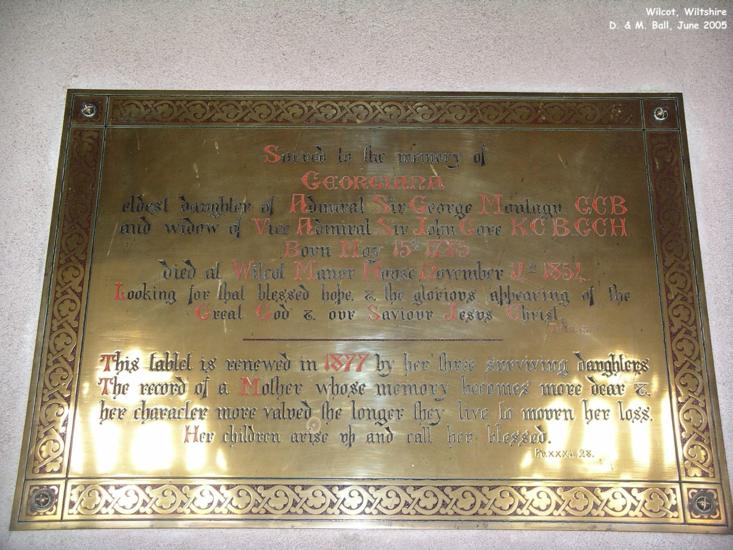 Wilcot, Wiltshire
D. & M. Ball, June 2005
Sacred to the memory of
GEORGIANA
eldest daughter of Admiral Sir George Montagu GCB
and widow of Vice Admiral Sir John Gore KCB GCH
Born May 15th 1785
died at Wilcot Manor House November th 1854
Looking for that blessed hope, & the glorious appearing of the
Great God & our Saviour Jesus Christ.
This tablet is renewed in 1877 by her three surviving daughters
The record of a Mother whose memory becomes more dear &
her character more valued the longer they live to mourn her loss.
Her children arise up and call her blessed.
Pr. xxxi. 28.